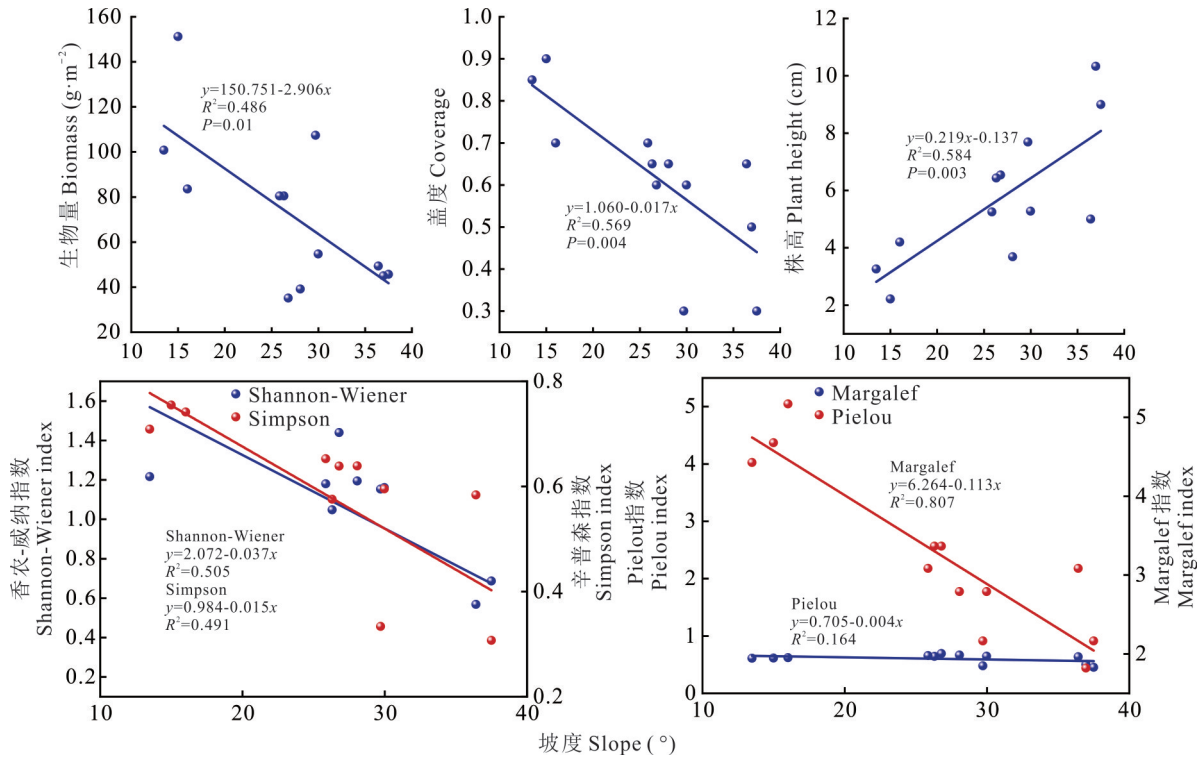 160
140
120
100
80
60
40
20
生物量 Biomass (g·m⁻²)
y=150.751-2.906x
R²=0.486
P=0.01
10 15 20 25 30 35 40
1.0
0.9
0.8
0.7
0.6
0.5
0.4
0.3
盖度 Coverage
y=1.060-0.017x
R²=0.569
P=0.004
10 15 20 25 30 35 40
12
10
8
6
4
2
株高 Plant height (cm)
y=0.219x-0.137
R²=0.584
P=0.003
10 15 20 25 30 35 40
1.6
1.4
1.2
1.0
0.8
0.6
0.4
0.2
香农-威纳指数
Shannon-Wiener index
Shannon-Wiener
Simpson
Shannon-Wiener
y=2.072-0.037x
R²=0.505
Simpson
y=0.984-0.015x
R²=0.491
0.8
0.6
0.4
0.2
辛普森指数
Simpson index
10 20 30 40
Pielou指数
Pielou index
5
4
3
2
1
0
Margalef
Pielou
Margalef
y=6.264-0.113x
R²=0.807
Pielou
y=0.705-0.004x
R²=0.164
5
4
3
2
Margalef指数
Margalef index
10 20 30 40
坡度 Slope (°)